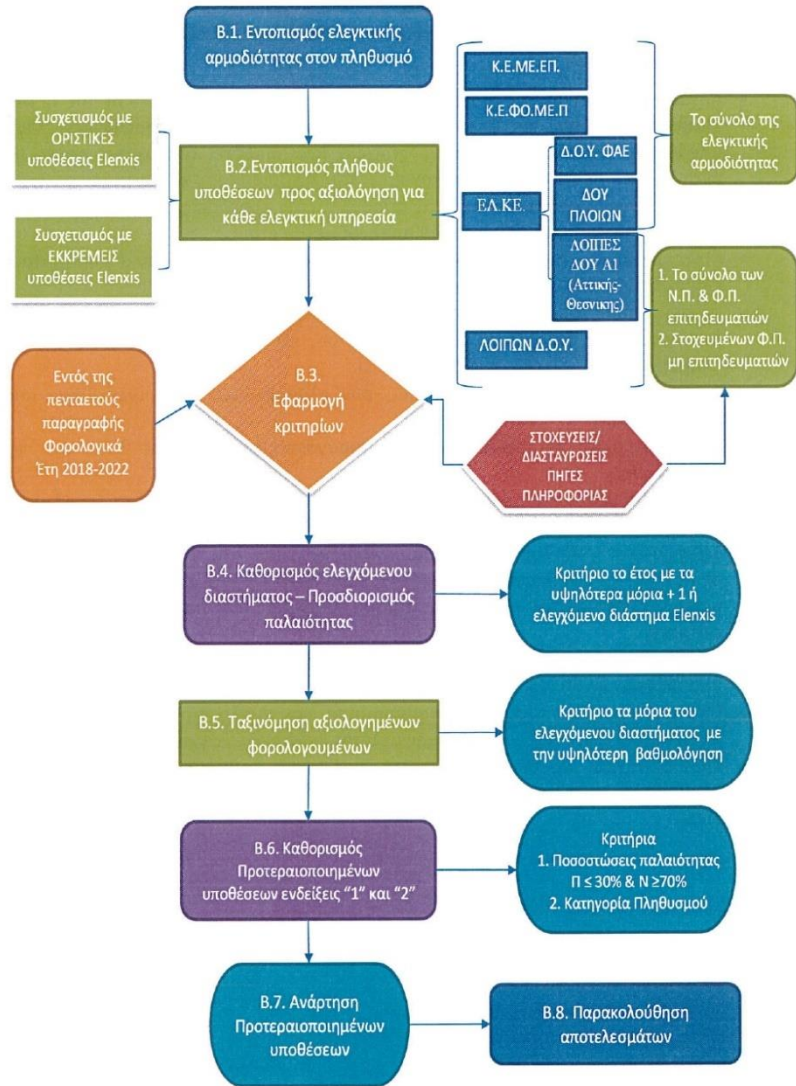 Β.1. Εντοπισμός ελεγκτικής
αρμοδιότητας στον πληθυσμό
Συσχετισμός με
ΟΡΙΣΤΙΚΕΣ
υποθέσεις Elenxis
Συσχετισμός με
ΕΚΚΡΕΜΕΙΣ
υποθέσεις Elenxis
Β.2.Εντοπισμός πλήθους
υποθέσεων προς αξιολόγηση για
κάθε ελεγκτική υπηρεσία
Κ.Ε.ΜΕ.ΕΠ.
Κ.Ε.ΦΟ.ΜΕ.Π
ΕΛ.ΚΕ.
Δ.Ο.Υ. ΦΑΕ
ΔΟΥ
ΠΛΟΙΩΝ
ΛΟΙΠΕΣ
ΔΟΥ Α1
(Αττικής-
Θεσνικης)
ΛΟΙΠΩΝ Δ.Ο.Υ.
Το σύνολο της
ελεγκτικής
αρμοδιότητας
1. Το σύνολο των
Ν.Π. & Φ.Π.
επιτηδευματιών
2. Στοχευμένων Φ.Π.
μη επιτηδευματιών
Εντός της
πενταετούς
παραγραφής
Φορολογικά
Έτη 2018-2022
Β.3.
Εφαρμογή
κριτηρίων
ΣΤΟΧΕΥΣΕΙΣ/
ΔΙΑΣΤΑΥΡΩΣΕΙΣ
ΠΗΓΕΣ
ΠΛΗΡΟΦΟΡΙΑΣ
Β.4. Καθορισμός ελεγχόμενου
διαστήματος – Προσδιορισμός
παλαιότητας
Κριτήριο το έτος με τα
υψηλότερα μόρια + 1 ή
ελεγχόμενο διάστημα Elenxis
Β.5. Ταξινόμηση αξιολογημένων
φορολογουμένων
Κριτήριο τα μόρια του
ελεγχόμενου διαστήματος με
την υψηλότερη βαθμολόγηση
Β.6. Καθορισμός
Προτεραιοποιημένων
υποθέσεων ενδείξεις “1” και “2”
Κριτήρια
1. Ποσοστώσεις παλαιότητας
Π ≤ 30% & Ν ≥70%
2. Κατηγορία Πληθυσμού
Β.7. Ανάρτηση
Προτεραιοποιημένων
υποθέσεων
Β.8. Παρακολούθηση
αποτελεσμάτων